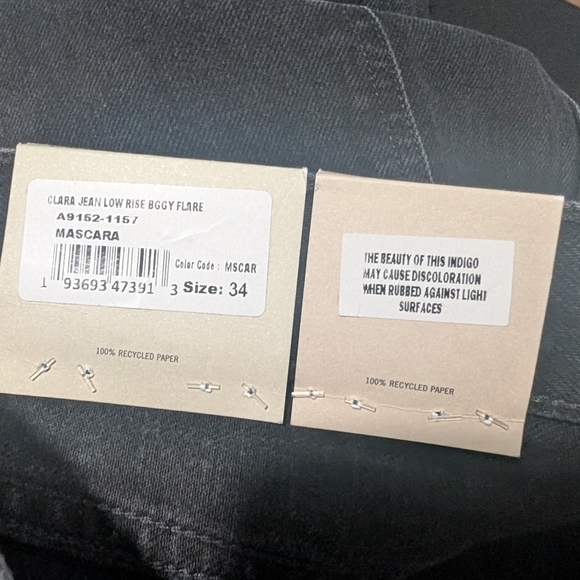 CLARA JEAN LOW RISE BGGY FLARE
A9152-1157
MASCARA
Color Code : MSCAR
1 93693 47391 3 Size: 34
100% RECYCLED PAPER
THE BEAUTY OF THIS INDIGO
MAY CAUSE DISCOLORATION
WHEN RUBBED AGAINST LIGHT
SURFACES
100% RECYCLED PAPER